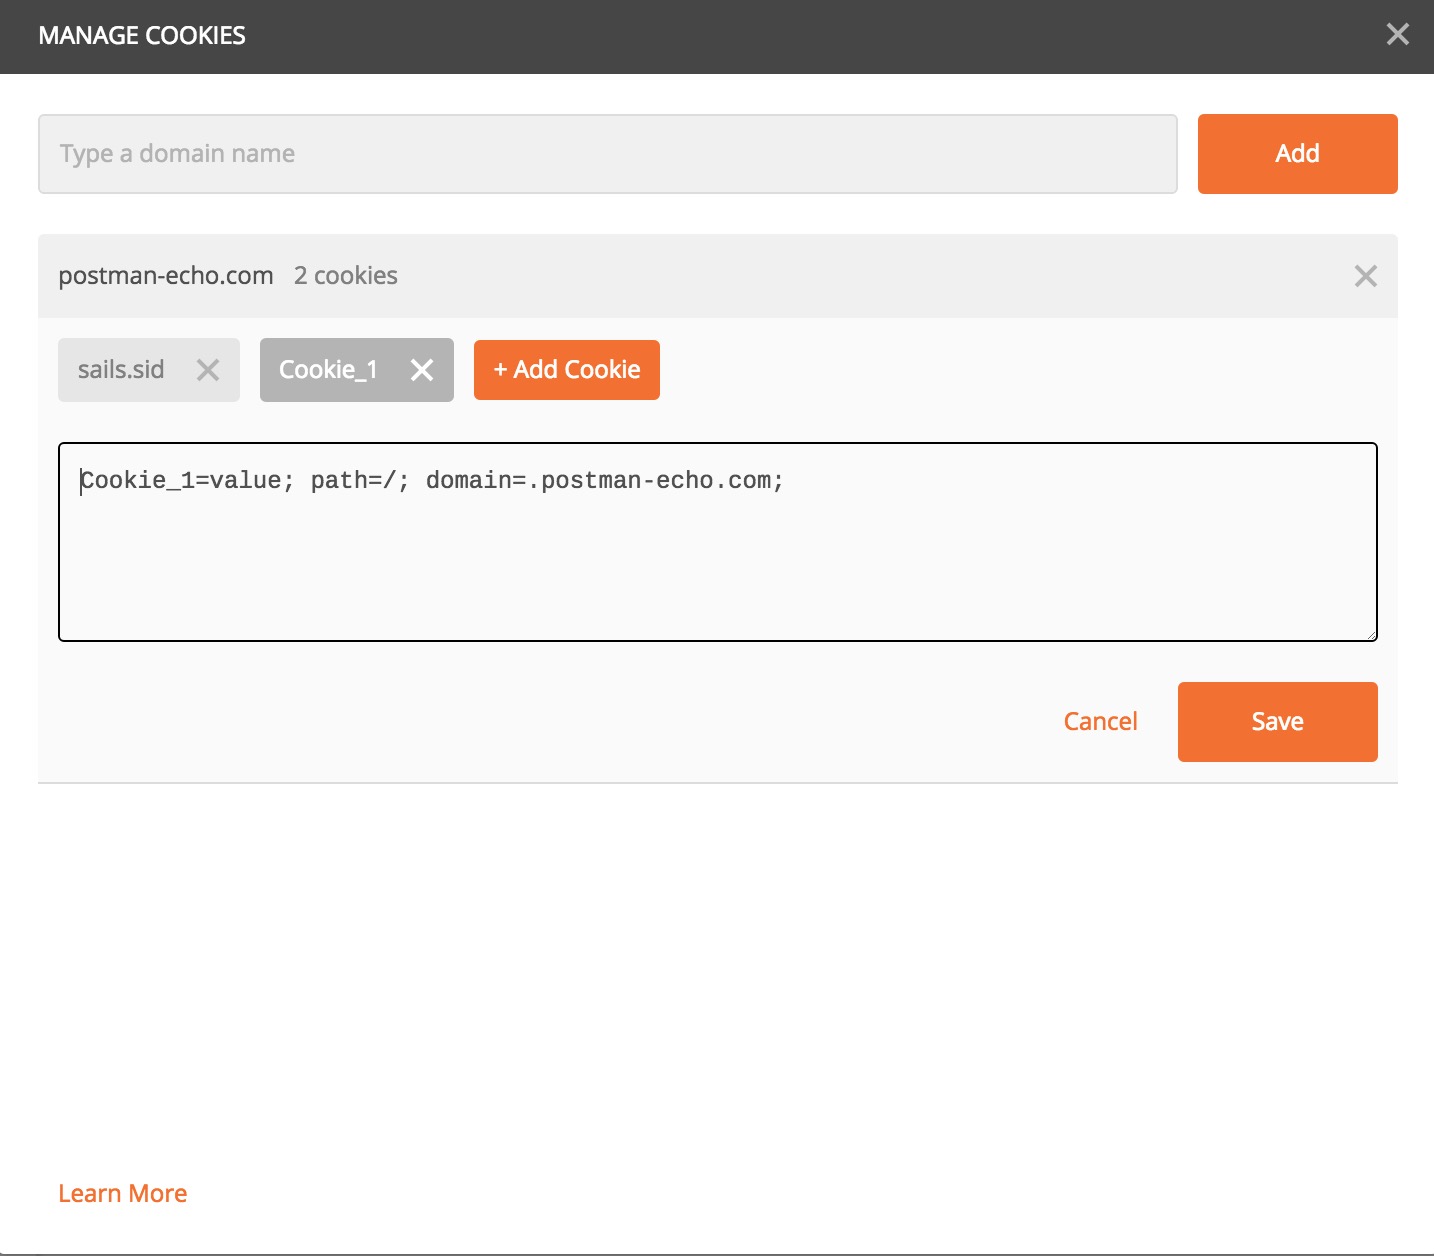 MANAGE COOKIES
Type a domain name
Add
postman-echo.com 2 cookies
sails.sid Cookie_1 + Add Cookie
Cookie_1=value; path=/; domain=.postman-echo.com;
Cancel Save
Learn More